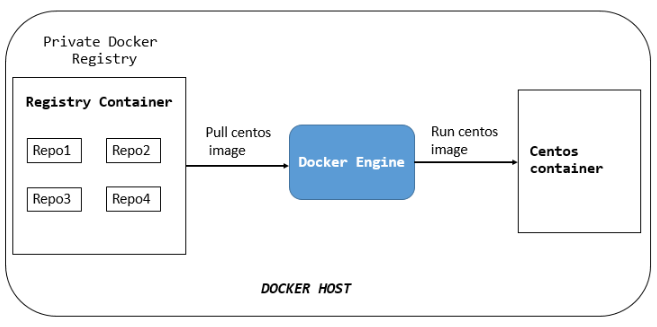 Private Docker
Registry
Registry Container
Repo1
Repo2
Repo3
Repo4
Pull centos
image
Docker Engine
Run centos
image
Centos
container
DOCKER HOST